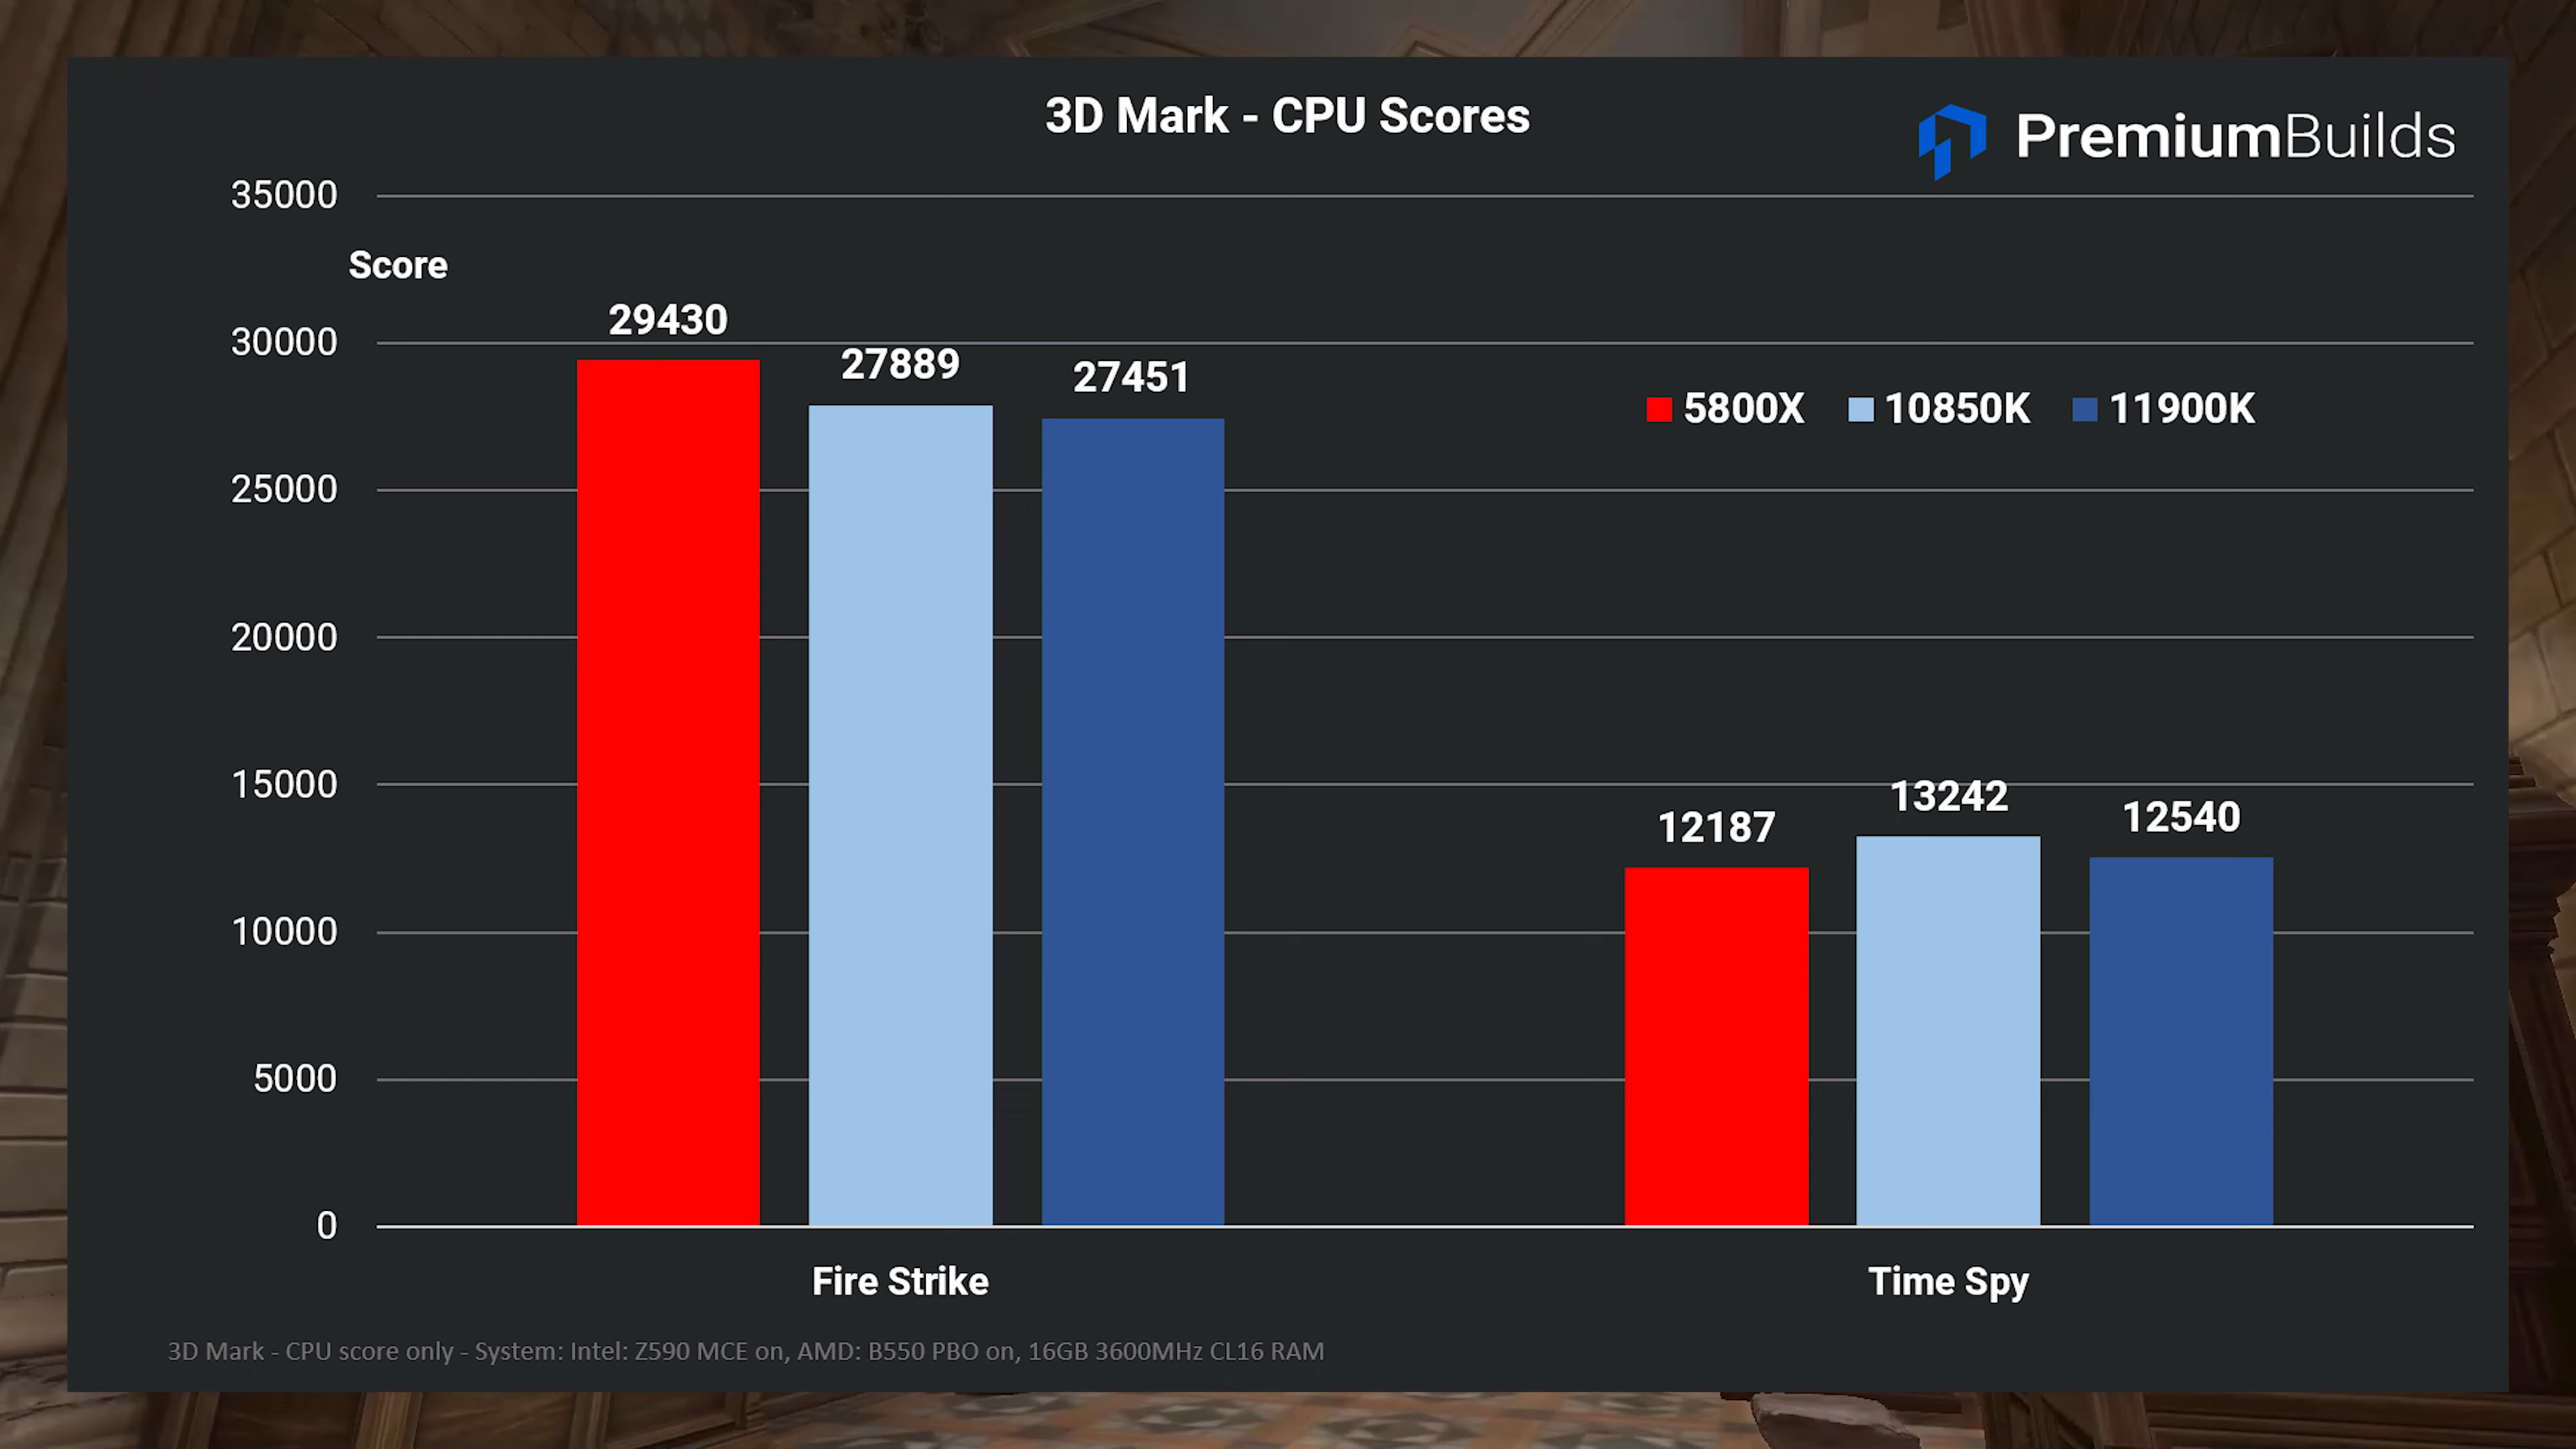 3D Mark - CPU Scores
PremiumBuilds
35000
Score
30000
25000
20000
15000
10000
5000
0
29430
27889
27451
5800X 10850K 11900K
12187
13242
12540
Fire Strike
Time Spy
3D Mark - CPU score only - System: Intel: Z590 MCE on, AMD: B550 PBO on, 16GB 3600MHz CL16 RAM